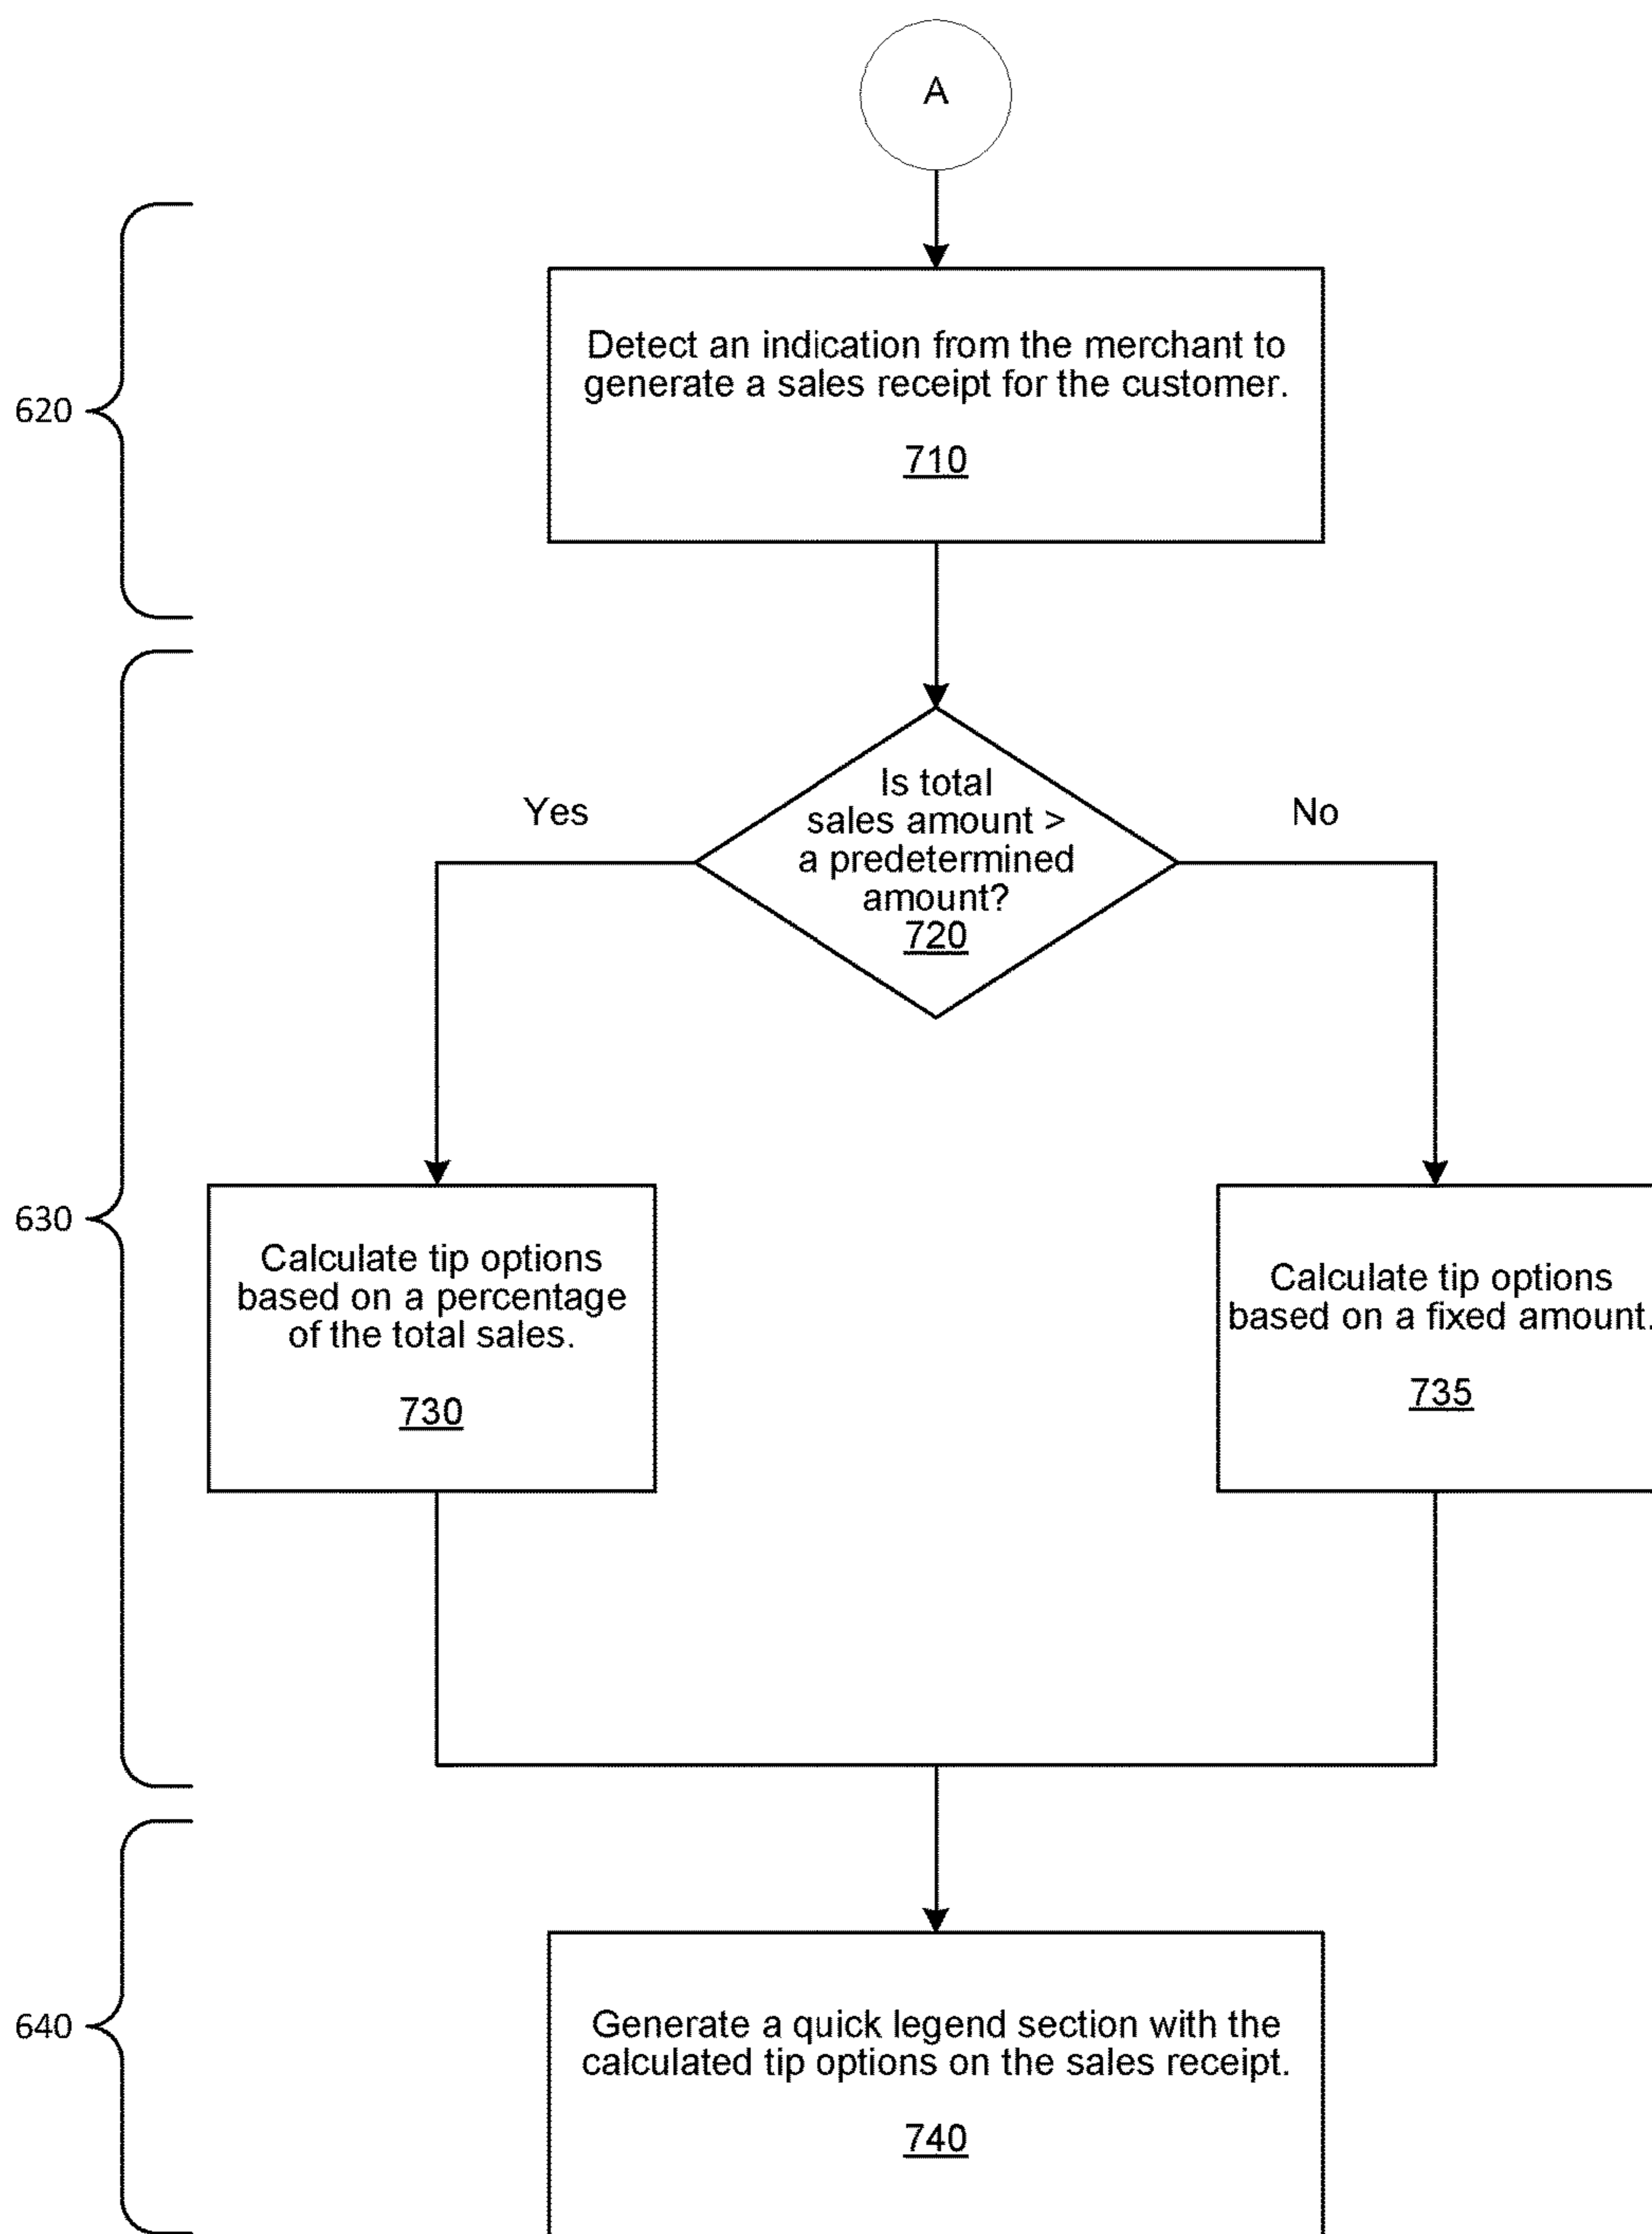 A
620
Detect an indication from the merchant to
generate a sales receipt for the customer.
710
Yes
No
Is total
sales amount >
a predetermined
amount?
720
630
Calculate tip options
based on a percentage
of the total sales.
730
Calculate tip options
based on a fixed amount.
735
640
Generate a quick legend section with the
calculated tip options on the sales receipt.
740